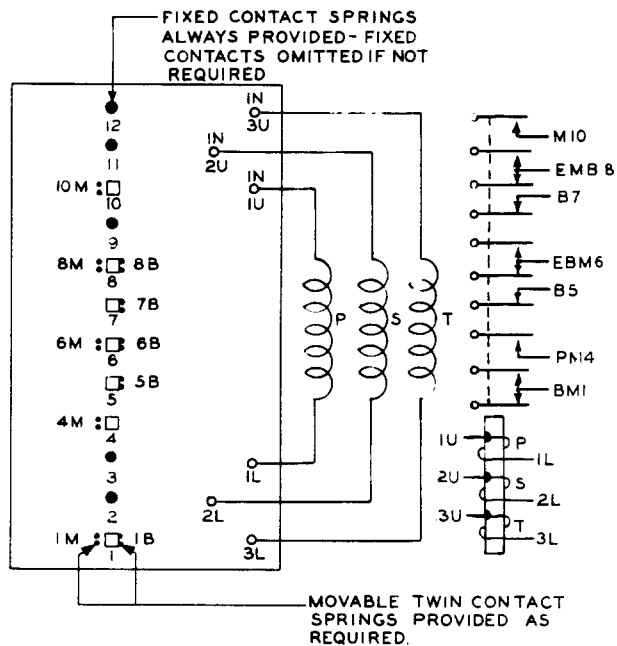 FIXED CONTACT SPRINGS
ALWAYS PROVIDED-FIXED
CONTACTS OMITTED IF NOT
REQUIRED
12
11
10M
10
9
8M
8B
8
7B
7
6M
6B
6
5B
5
4M
4
3
2
1M
1B
1
IN
3U
IN
2U
IN
1U
P
S
T
1L
2L
3L
M10
EMB 8
B7
EBM6
B5
PM4
BM1
1U
P
1L
2U
S
2L
3U
T
3L
MOVABLE TWIN CONTACT
SPRINGS PROVIDED AS
REQUIRED.